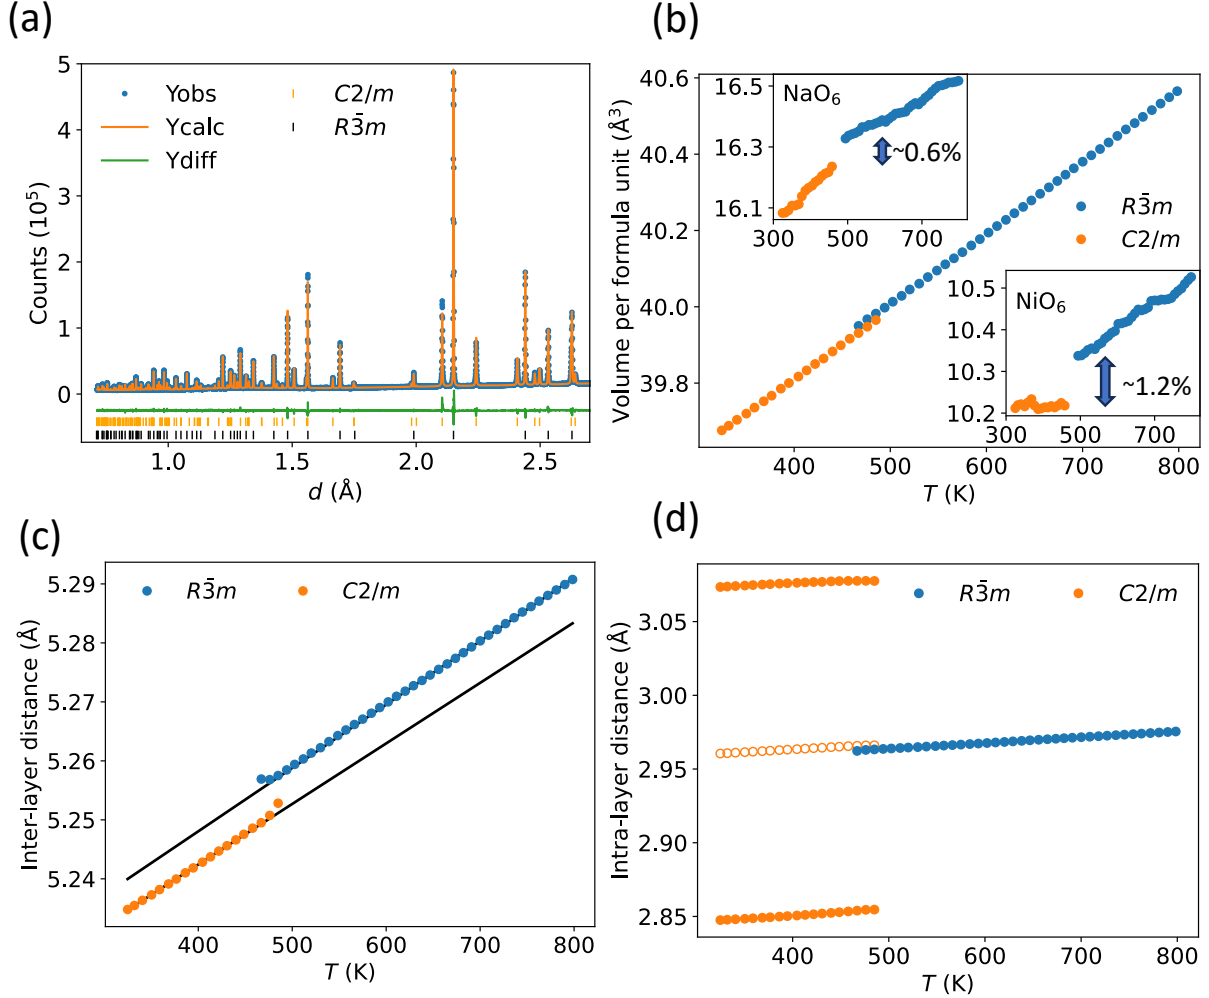 (a)
5
4
3
2
1
0
Counts (10⁵)
Yobs
Ycalc
Ydiff
C2/m
R3̄m
1.0
1.5
2.0
2.5
d (Å)
(b)
40.6
40.4
40.2
40.0
39.8
Volume per formula unit (Å³)
16.5
16.3
16.1
NaO₆
~0.6%
300
500
700
R3̄m
C2/m
10.5
10.4
10.3
10.2
NiO₆
~1.2%
300
500
700
400
500
600
700
800
T (K)
(c)
5.29
5.28
5.27
5.26
5.25
5.24
Inter-layer distance (Å)
R3̄m
C2/m
400
500
600
700
800
T (K)
(d)
3.05
3.00
2.95
2.90
2.85
Intra-layer distance (Å)
R3̄m
C2/m
400
500
600
700
800
T (K)